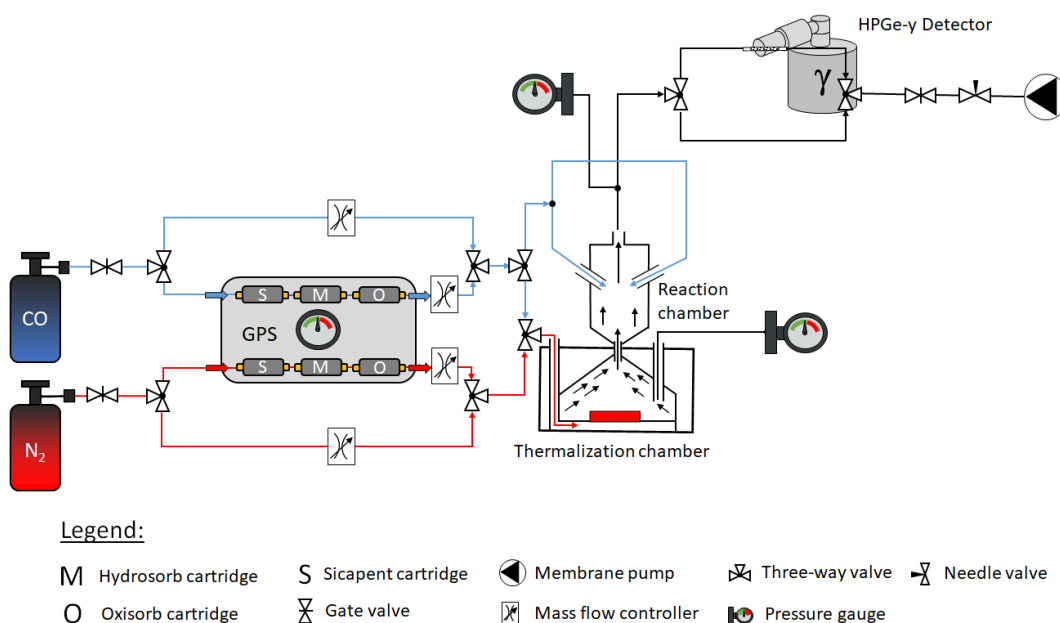 HPGe-y Detector
γ
CO
S M O
GPS
S M O
N2
Reaction
chamber
Thermalization chamber
Legend:
M Hydrosorb cartridge
S Sicapent cartridge
Membrane pump
Three-way valve
Needle valve
O Oxisorb cartridge
Gate valve
Mass flow controller
Pressure gauge